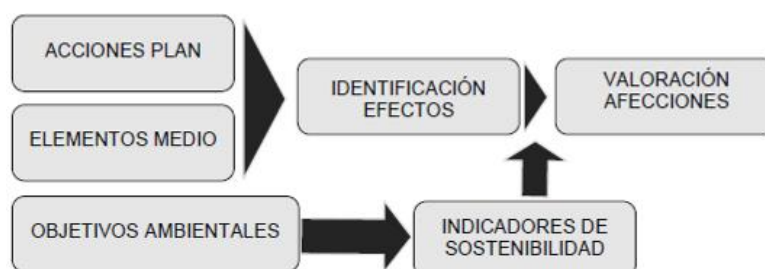 ACCIONES PLAN
ELEMENTOS MEDIO
OBJETIVOS AMBIENTALES
IDENTIFICACIÓN
EFECTOS
VALORACIÓN
AFECCIONES
INDICADORES DE
SOSTENIBILIDAD